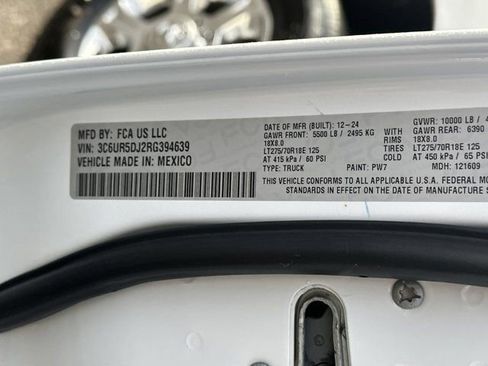 MFD BY: FCA US LLC
VIN: 3C6UR5DJ2RG394639
VEHICLE MADE IN: MEXICO
DATE OF MFD (BUILT): 12-24
GAWR FRONT: 5500 LB / 2495 KG
18X8.0 RIMS
LT275/70R18E 125 TIRES
AT 415 kPa / 60 PSI COLD
TYPE: TRUCK PAINT: PW7
GVWR: 10000 LB /
GAWR REAR: 6390
18X8.0
LT275/70R18E 125
AT 450 kPa / 65 PSI
MDH: 121609
THIS VEHICLE CONFORMS TO ALL APPLICABLE U.S.A. FEDERAL
STANDARDS IN EFFECT ON THE DATE OF MANUFACTURE